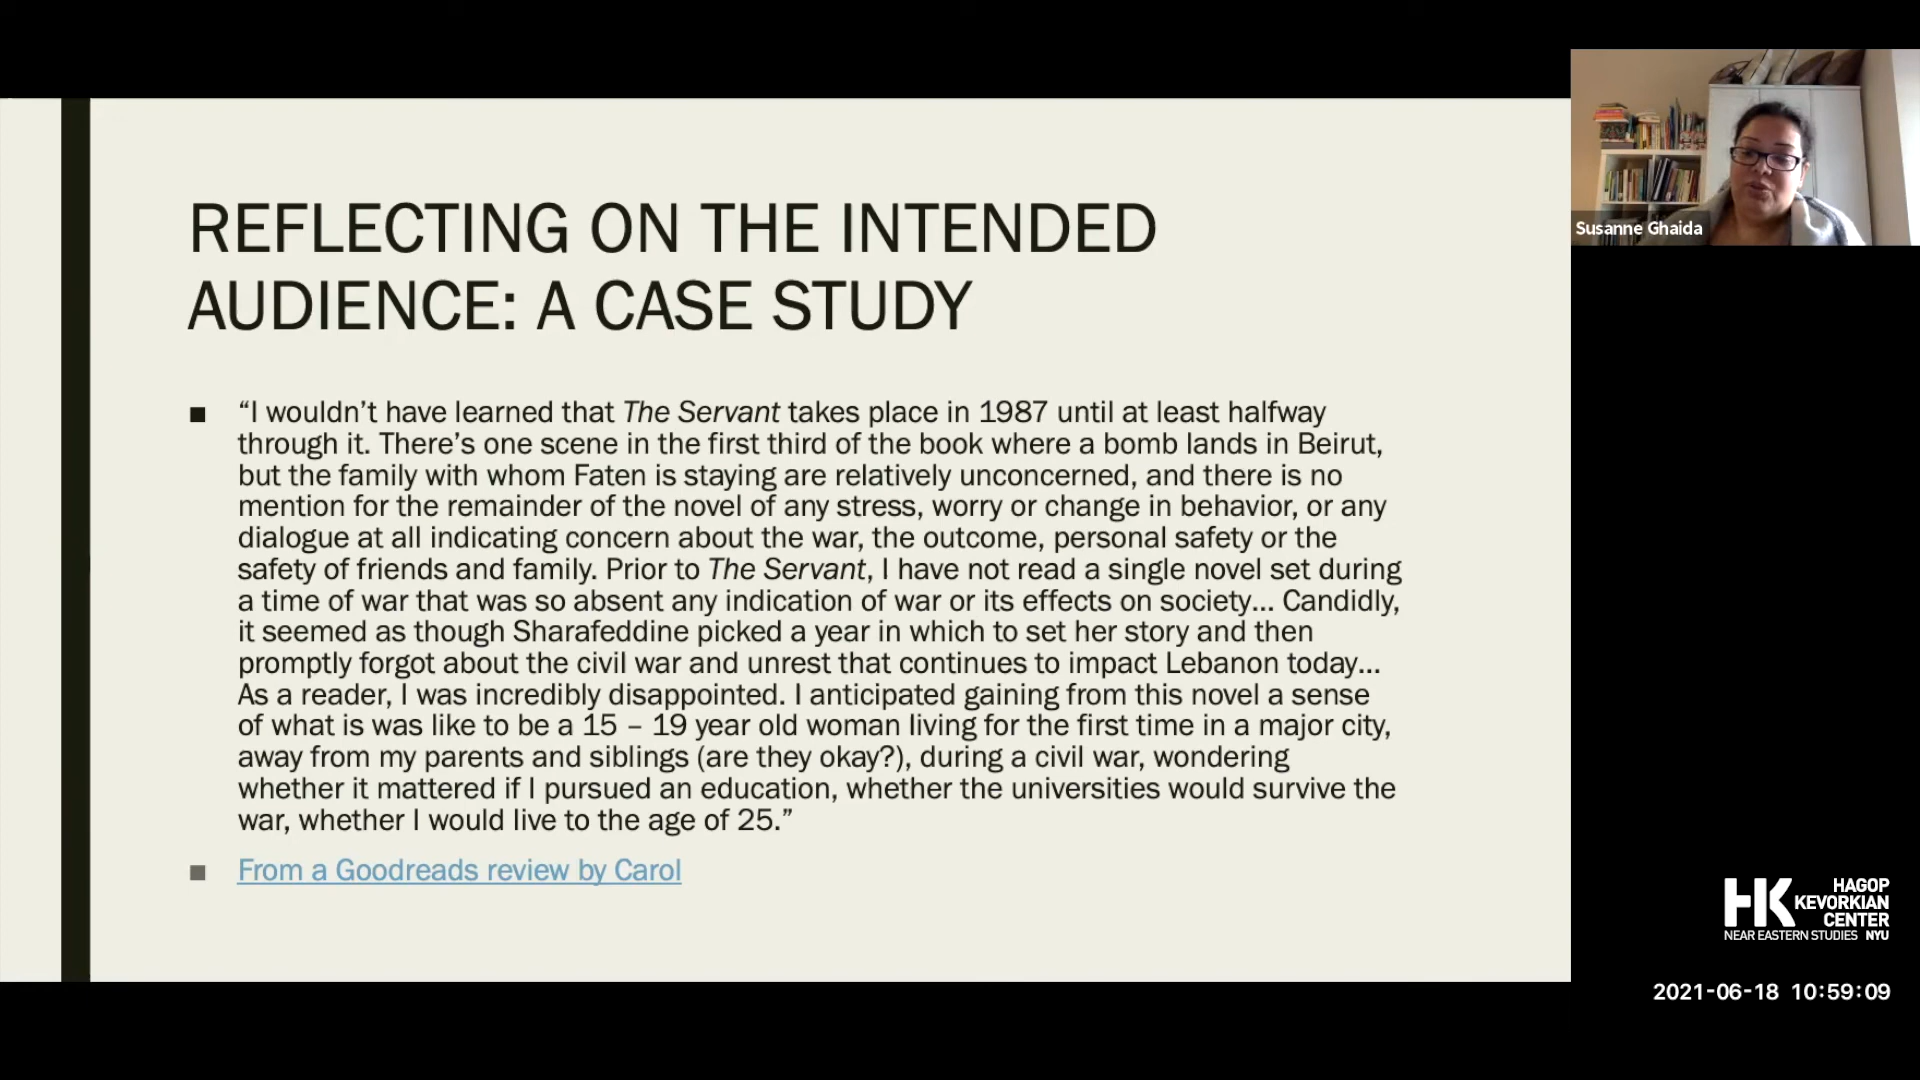 REFLECTING ON THE INTENDED
AUDIENCE: A CASE STUDY
“I wouldn’t have learned that The Servant takes place in 1987 until at least halfway
through it. There’s one scene in the first third of the book where a bomb lands in Beirut,
but the family with whom Faten is staying are relatively unconcerned, and there is no
mention for the remainder of the novel of any stress, worry or change in behavior, or any
dialogue at all indicating concern about the war, the outcome, personal safety or the
safety of friends and family. Prior to The Servant, I have not read a single novel set during
a time of war that was so absent any indication of war or its effects on society... Candidly,
it seemed as though Sharafeddine picked a year in which to set her story and then
promptly forgot about the civil war and unrest that continues to impact Lebanon today...
As a reader, I was incredibly disappointed. I anticipated gaining from this novel a sense
of what is was like to be a 15 – 19 year old woman living for the first time in a major city,
away from my parents and siblings (are they okay?), during a civil war, wondering
whether it mattered if I pursued an education, whether the universities would survive the
war, whether I would live to the age of 25.”
From a Goodreads review by Carol
Susanne Ghaida
HK
HAGOP
KEVORKIAN
CENTER
NEAR EASTERN STUDIES NYU
2021-06-18 10:59:09